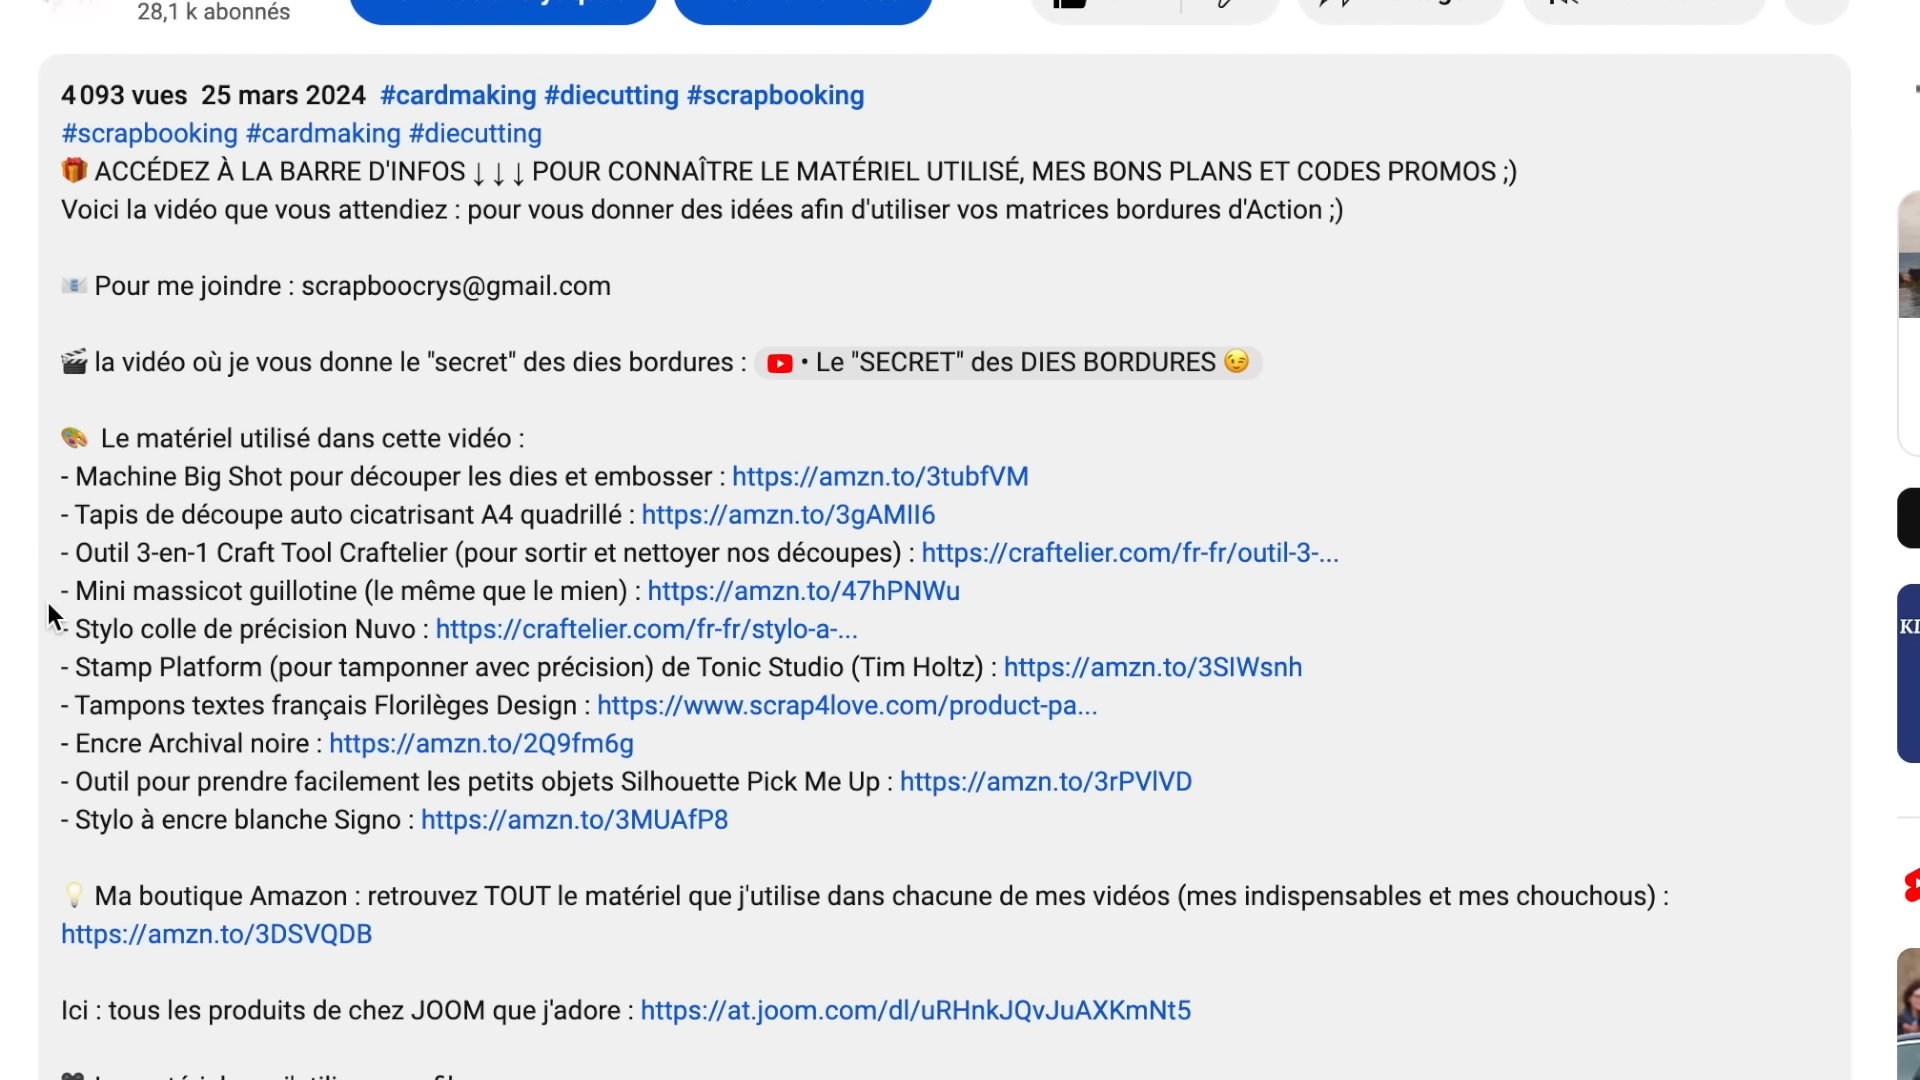 28,1 k abonnés
4 093 vues  25 mars 2024  #cardmaking #diecutting #scrapbooking
#scrapbooking #cardmaking #diecutting
🎁 ACCÉDEZ À LA BARRE D'INFOS ↓ ↓ ↓ POUR CONNAÎTRE LE MATÉRIEL UTILISÉ, MES BONS PLANS ET CODES PROMOS ;)
Voici la vidéo que vous attendiez : pour vous donner des idées afin d'utiliser vos matrices bordures d'Action ;)
📧 Pour me joindre : scrapboocrys@gmail.com
🎬 la vidéo où je vous donne le "secret" des dies bordures : • Le "SECRET" des DIES BORDURES 😉
🎨 Le matériel utilisé dans cette vidéo :
- Machine Big Shot pour découper les dies et embosser : https://amzn.to/3tubfVM
- Tapis de découpe auto cicatrisant A4 quadrillé : https://amzn.to/3gAMII6
- Outil 3-en-1 Craft Tool Craftelier (pour sortir et nettoyer nos découpes) : https://craftelier.com/fr-fr/outil-3-...
- Mini massicot guillotine (le même que le mien) : https://amzn.to/47hPNWu
- Stylo colle de précision Nuvo : https://craftelier.com/fr-fr/stylo-a-...
- Stamp Platform (pour tamponner avec précision) de Tonic Studio (Tim Holtz) : https://amzn.to/3SIWsnh
- Tampons textes français Florilèges Design : https://www.scrap4love.com/product-pa...
- Encre Archival noire : https://amzn.to/2Q9fm6g
- Outil pour prendre facilement les petits objets Silhouette Pick Me Up : https://amzn.to/3rPVlVD
- Stylo à encre blanche Signo : https://amzn.to/3MUAfP8
💡 Ma boutique Amazon : retrouvez TOUT le matériel que j'utilise dans chacune de mes vidéos (mes indispensables et mes chouchous) :
https://amzn.to/3DSVQDB
Ici : tous les produits de chez JOOM que j'adore : https://at.joom.com/dl/uRHnkJQvJuAXKmNt5